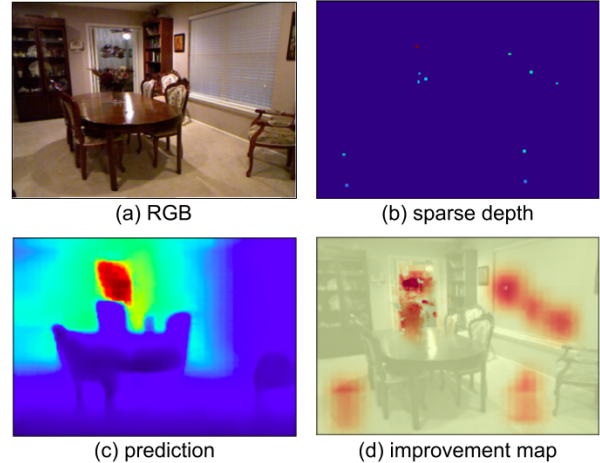 (a) RGB
(b) sparse depth
(c) prediction
(d) improvement map